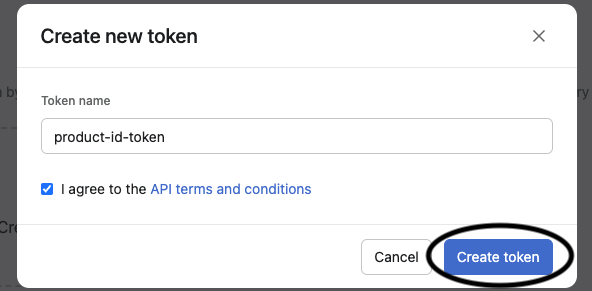 Create new token
Token name
product-id-token
I agree to the API terms and conditions
Cancel
Create token